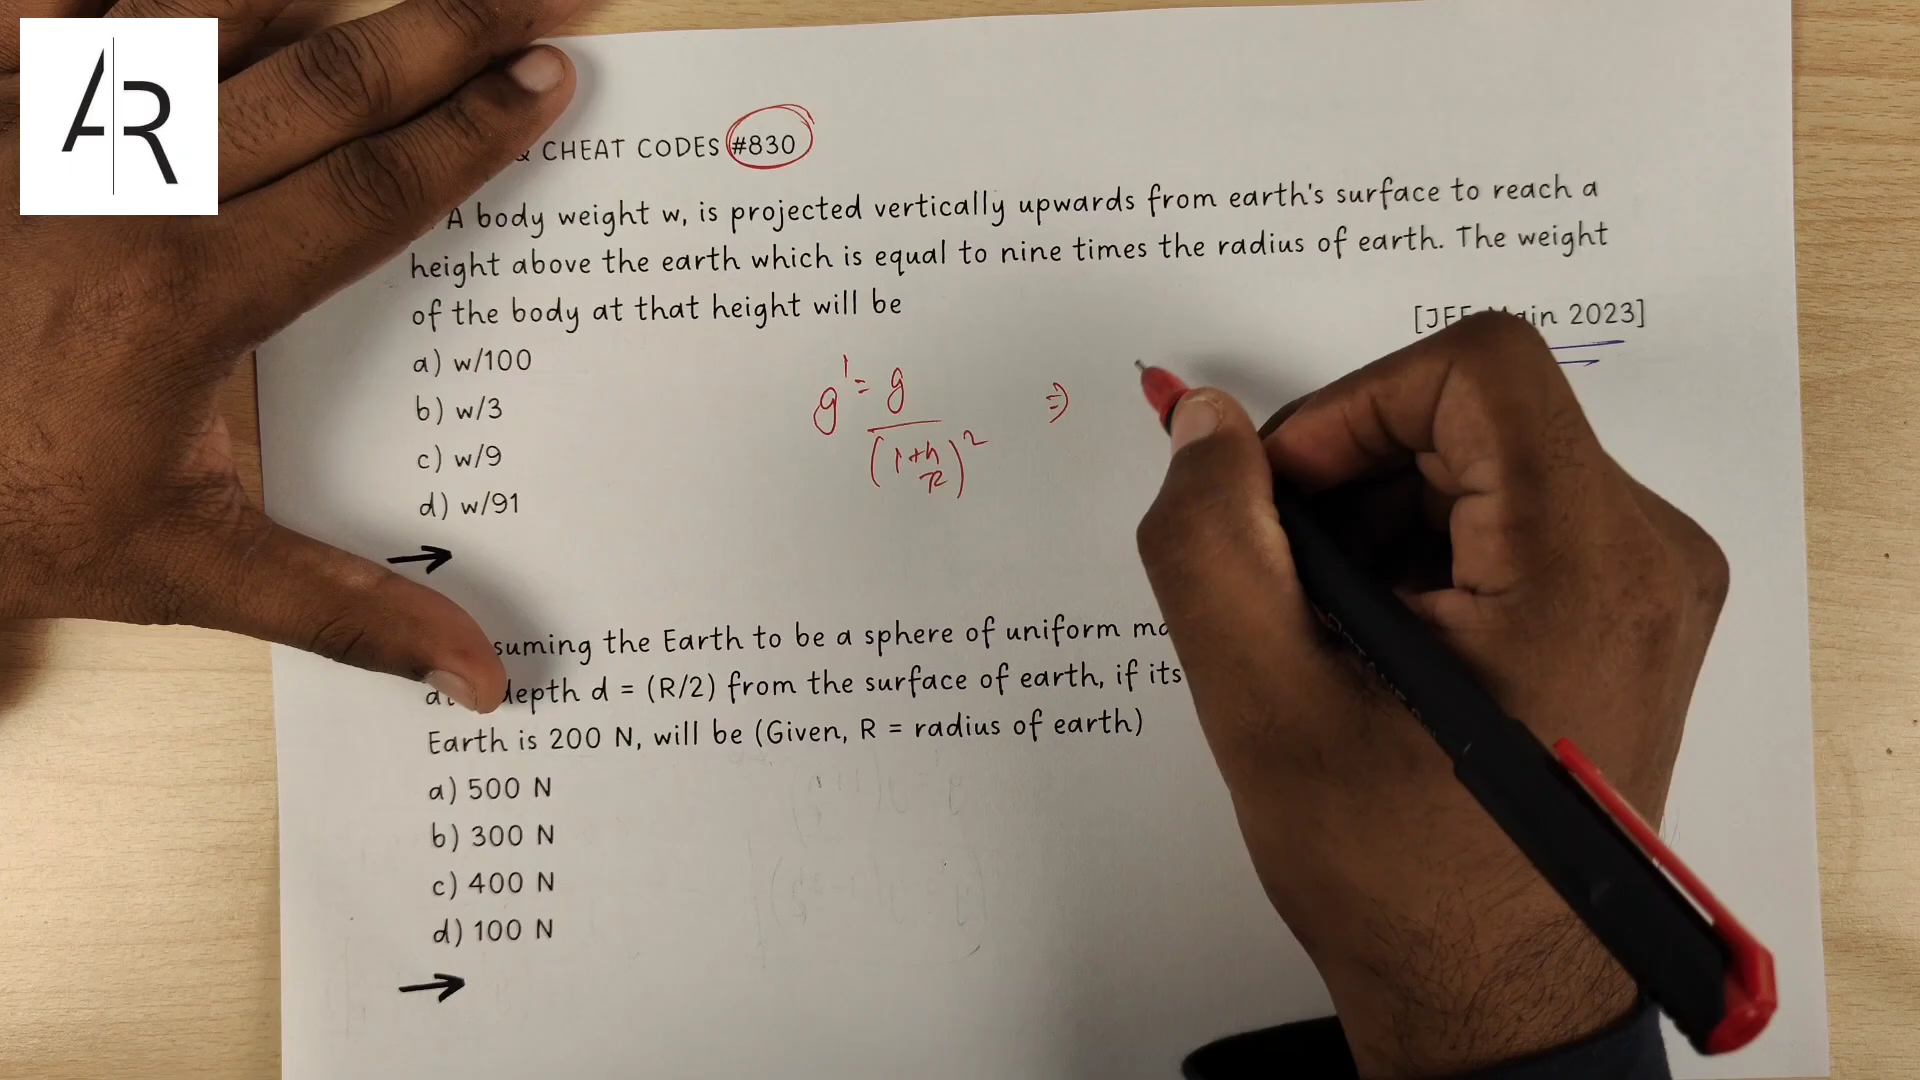 AR
& CHEAT CODES #830
A body weight w, is projected vertically upwards from earth's surface to reach a
height above the earth which is equal to nine times the radius of earth. The weight
of the body at that height will be
[JEE Main 2023]
a) w/100
b) w/3
c) w/9
d) w/91
g' = g
(1+h/R)²
⇒
suming the Earth to be a sphere of uniform
depth d = (R/2) from the surface of earth, if its
Earth is 200 N, will be (Given, R = radius of earth)
a) 500 N
b) 300 N
c) 400 N
d) 100 N